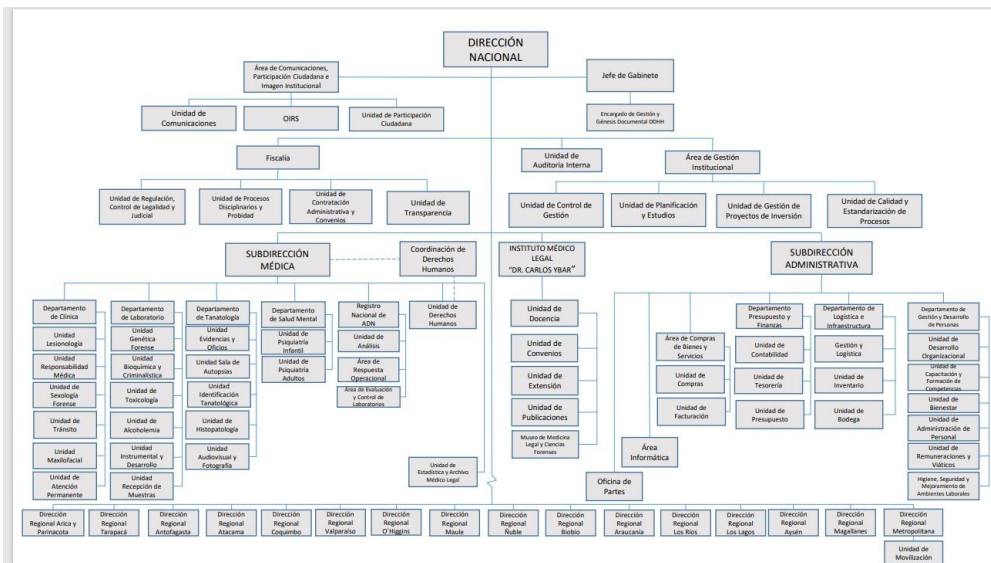 DIRECCIÓN
NACIONAL
Área de Comunicaciones,
Participación Ciudadana e
Imagen Institucional
Jefe de Gabinete
Unidad de
Comunicaciones
OIRS
Unidad de Participación
Ciudadana
Encargado de Gestión y
Génesis Documental DDHH
Fiscalía
Unidad de
Auditoría Interna
Área de Gestión
Institucional
Unidad de Regulación,
Control de Legalidad y
Judicial
Unidad de Procesos
Disciplinarios y
Probidad
Unidad de
Contratación
Administrativa y
Convenios
Unidad de
Transparencia
Unidad de Control de
Gestión
Unidad de Planificación
y Estudios
Unidad de Gestión de
Proyectos de Inversión
Unidad de Calidad y
Estandarización de
Procesos
SUBDIRECCIÓN
MÉDICA
Coordinación de
Derechos
Humanos
INSTITUTO MÉDICO
LEGAL
"DR. CARLOS YBAR"
SUBDIRECCIÓN
ADMINISTRATIVA
Departamento
de Clínica
Unidad
Lesionología
Unidad
Responsabilidad
Médica
Unidad de
Sexología
Forense
Unidad de
Tránsito
Unidad
Maxilofacial
Unidad de
Atención
Permanente
Departamento
de Laboratorio
Unidad
Genética
Forense
Unidad
Bioquimica y
Criminalística
Unidad de
Toxicología
Unidad de
Alcoholemia
Unidad
Instrumental y
Desarrollo
Unidad
Recepción de
Muestras
Departamento
de Tanatología
Unidad
Evidencias y
Oficios
Unidad Sala de
Autopsias
Unidad
Identificación
Tanatológica
Unidad de
Histopatología
Unidad
Audiovisual y
Fotografía
Departamento
de Salud Mental
Unidad de
Psiquiatría
Infantil
Unidad de
Psiquiatría
Adultos
Registro
Nacional de
ADN
Unidad de
Análisis
Área de
Respuesta
Operacional
Área de Evaluación
y Control de
Laboratorios
Unidad de
Derechos
Humanos
Unidad de
Estadística y Archivo
Médico Legal
Unidad de
Docencia
Unidad de
Convenios
Unidad de
Extensión
Unidad de
Publicaciones
Museo de Medicina
Legal y Ciencias
Forenses
Oficina de
Partes
Área
Informática
Área de Compras
de Bienes y
Servicios
Unidad de
Compras
Unidad de
Facturación
Departamento
Presupuesto y
Finanzas
Unidad de
Contabilidad
Unidad de
Tesorería
Unidad de
Presupuesto
Departamento de
Logística e
Infraestructura
Gestión y
Logística
Unidad de
Inventario
Unidad de
Bodega
Departamento de
Gestión y Desarrollo
de Personas
Unidad de
Desarrollo
Organizacional
Unidad de
Capacitación y
Formación de
Competencias
Unidad de
Bienestar
Unidad de
Administración de
Personal
Unidad de
Remuneraciones y
Viáticos
Higiene, Seguridad y
Mejoramiento de
Ambientes Laborales
Dirección
Regional Arica y
Parinacota
Dirección
Regional
Tarapacá
Dirección
Regional
Antofagasta
Dirección
Regional
Atacama
Dirección
Regional
Coquimbo
Dirección
Regional
Valparaíso
Dirección
Regional
O'Higgins
Dirección
Regional
Maule
Dirección
Regional
Ñuble
Dirección
Regional
Biobío
Dirección
Regional
Araucanía
Dirección
Regional
Los Ríos
Dirección
Regional
Los Lagos
Dirección
Regional
Aysén
Dirección
Regional
Magallanes
Dirección
Regional
Metropolitana
Unidad de
Movilización